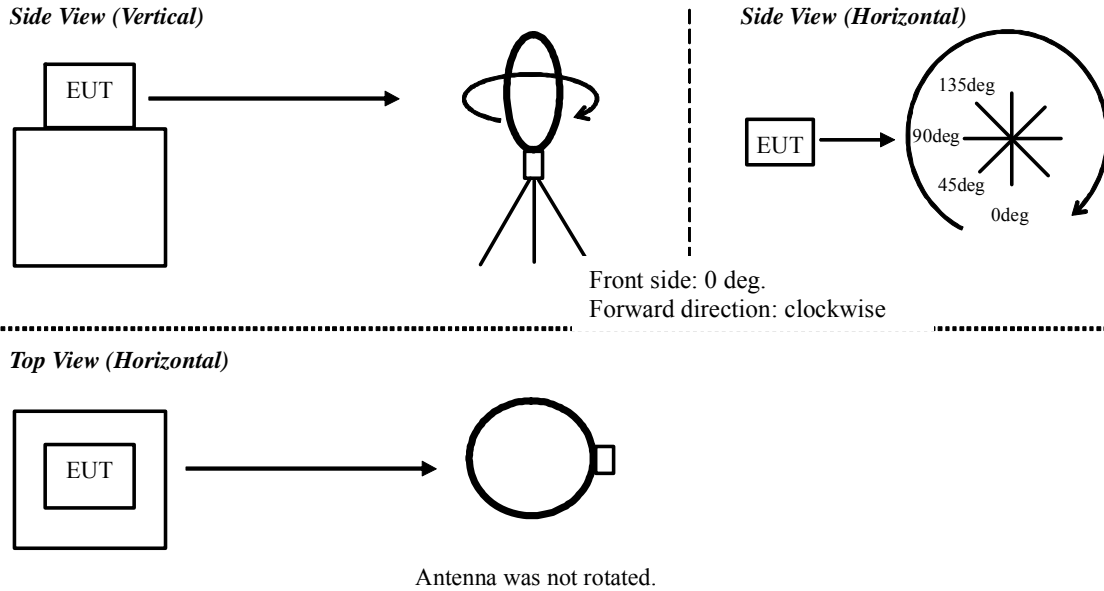 Side View (Vertical)
EUT
Side View (Horizontal)
135deg
EUT
90deg
45deg
0deg
Front side: 0 deg.
Forward direction: clockwise
Top View (Horizontal)
EUT
Antenna was not rotated.